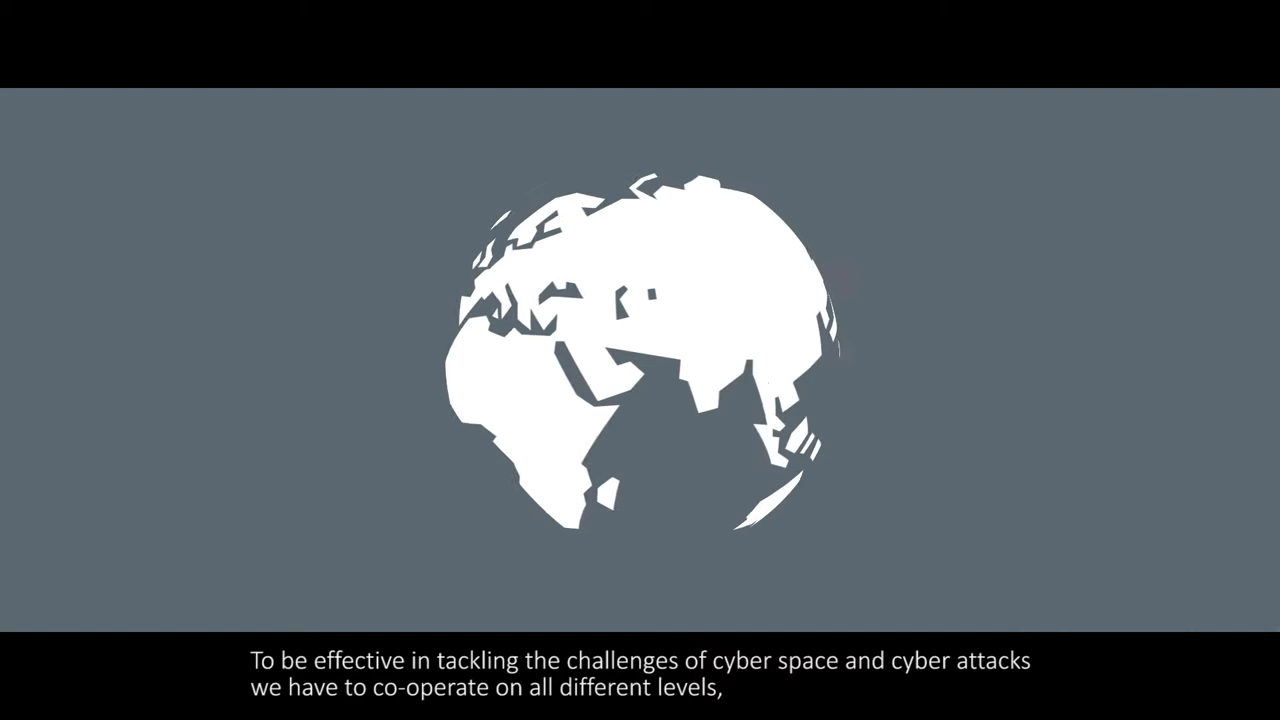 To be effective in tackling the challenges of cyber space and cyber attacks
we have to co-operate on all different levels,